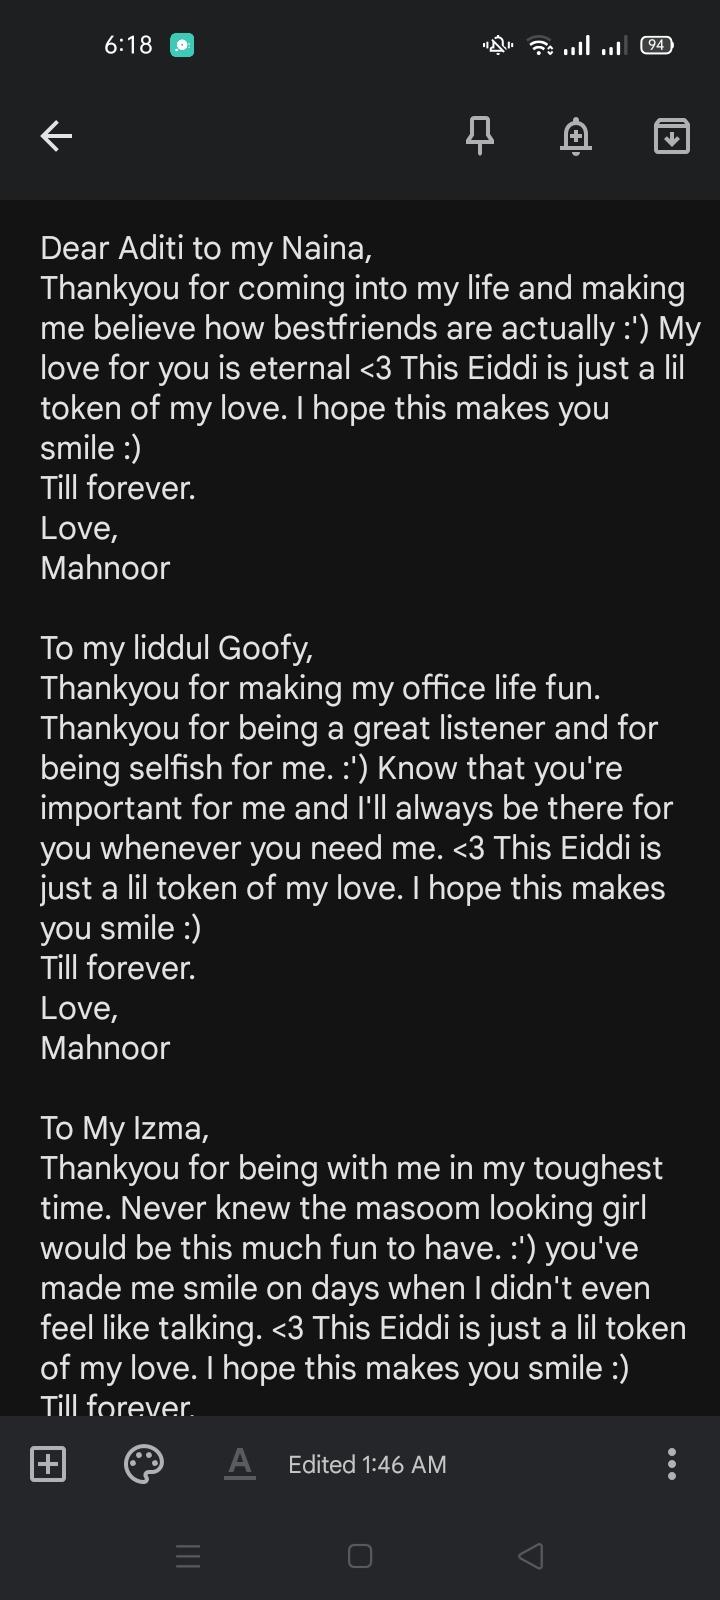 6:18
94
Dear Aditi to my Naina,
Thankyou for coming into my life and making
me believe how bestfriends are actually :') My
love for you is eternal <3 This Eiddi is just a lil
token of my love. I hope this makes you
smile :)
Till forever.
Love,
Mahnoor
To my liddul Goofy,
Thankyou for making my office life fun.
Thankyou for being a great listener and for
being selfish for me. :') Know that you're
important for me and I'll always be there for
you whenever you need me. <3 This Eiddi is
just a lil token of my love. I hope this makes
you smile :)
Till forever.
Love,
Mahnoor
To My Izma,
Thankyou for being with me in my toughest
time. Never knew the masoom looking girl
would be this much fun to have. :') you've
made me smile on days when I didn't even
feel like talking. <3 This Eiddi is just a lil token
of my love. I hope this makes you smile :)
Till forever.
A
Edited 1:46 AM